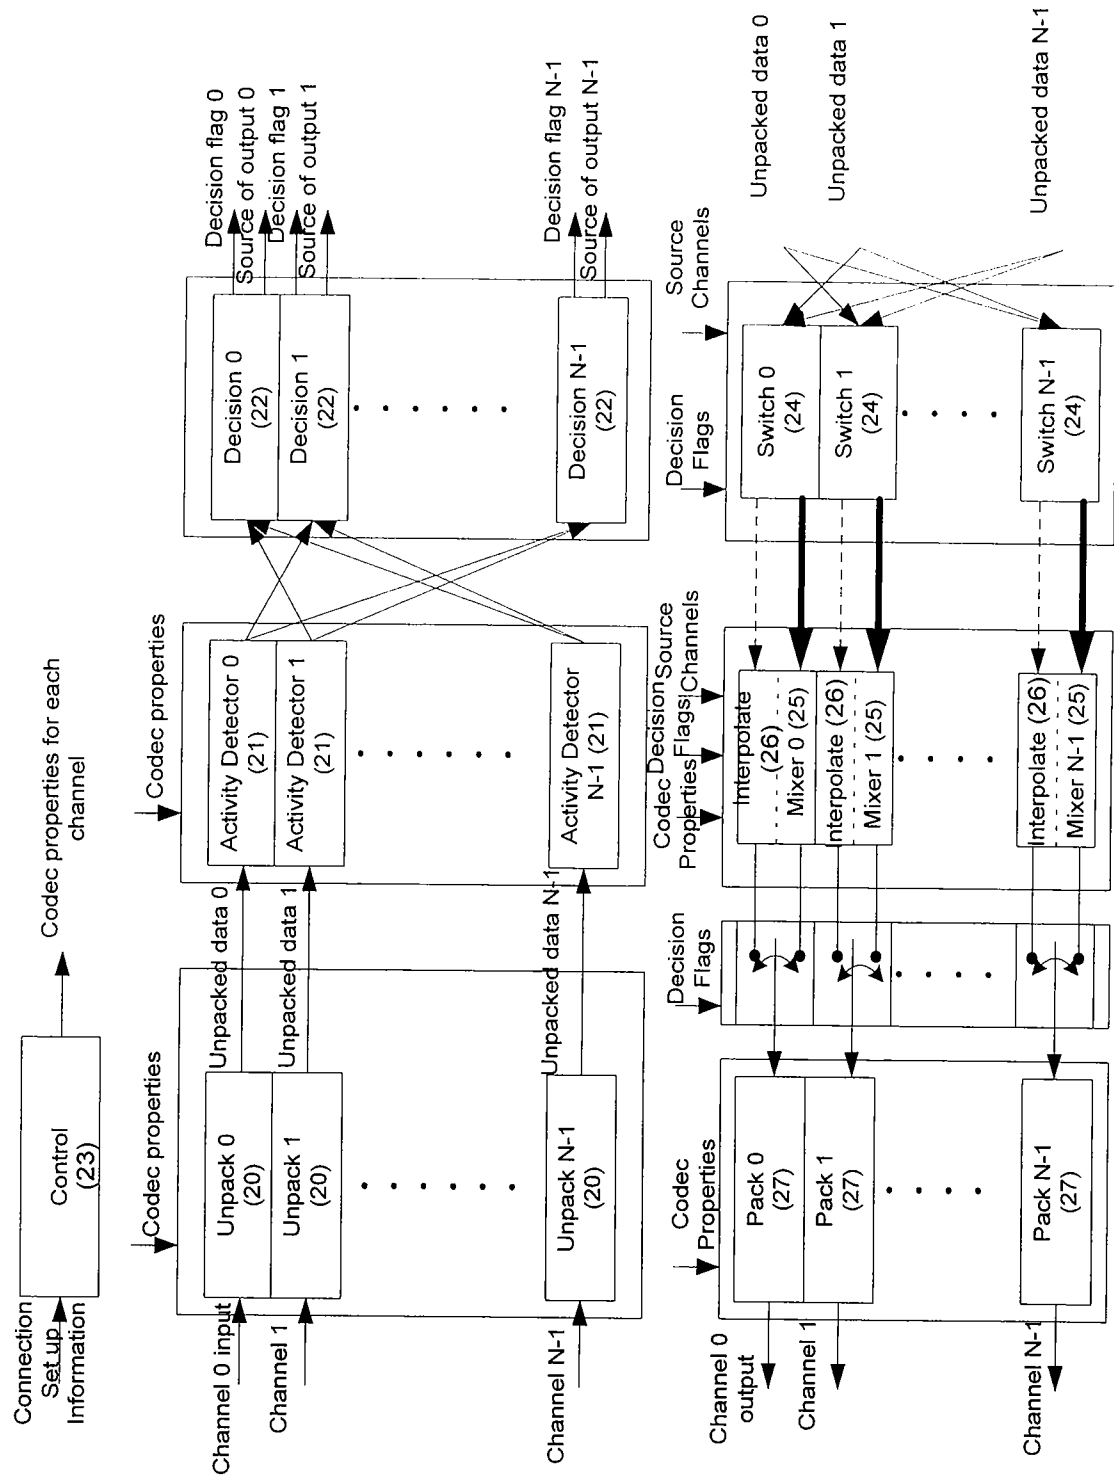 Connection
Set up
Information
Control
(23)
Codec properties for each
channel
Codec properties
Channel 0 input
Channel 1
Channel N-1
Unpack 0
(20)
Unpack 1
(20)
Unpack N-1
(20)
Unpacked data 0
Unpacked data 1
Unpacked data N-1
Codec properties
Activity Detector 0
(21)
Activity Detector 1
(21)
Activity Detector
N-1 (21)
Decision 0
(22)
Decision 1
(22)
Decision N-1
(22)
Decision flag 0
Source of output 0
Decision flag 1
Source of output 1
Decision flag N-1
Source of output N-1
Codec
Properties
Channel 0
output
Channel 1
Channel N-1
Pack 0
(27)
Pack 1
(27)
Pack N-1
(27)
Decision
Flags
Codec
Properties
Decision
Flags
Source
Channels
Interpolate
(26)
Mixer 0 (25)
Interpolate (26)
Mixer 1 (25)
Interpolate (26)
Mixer N-1 (25)
Decision
Flags
Source
Channels
Switch 0
(24)
Switch 1
(24)
Switch N-1
(24)
Unpacked data 0
Unpacked data 1
Unpacked data N-1